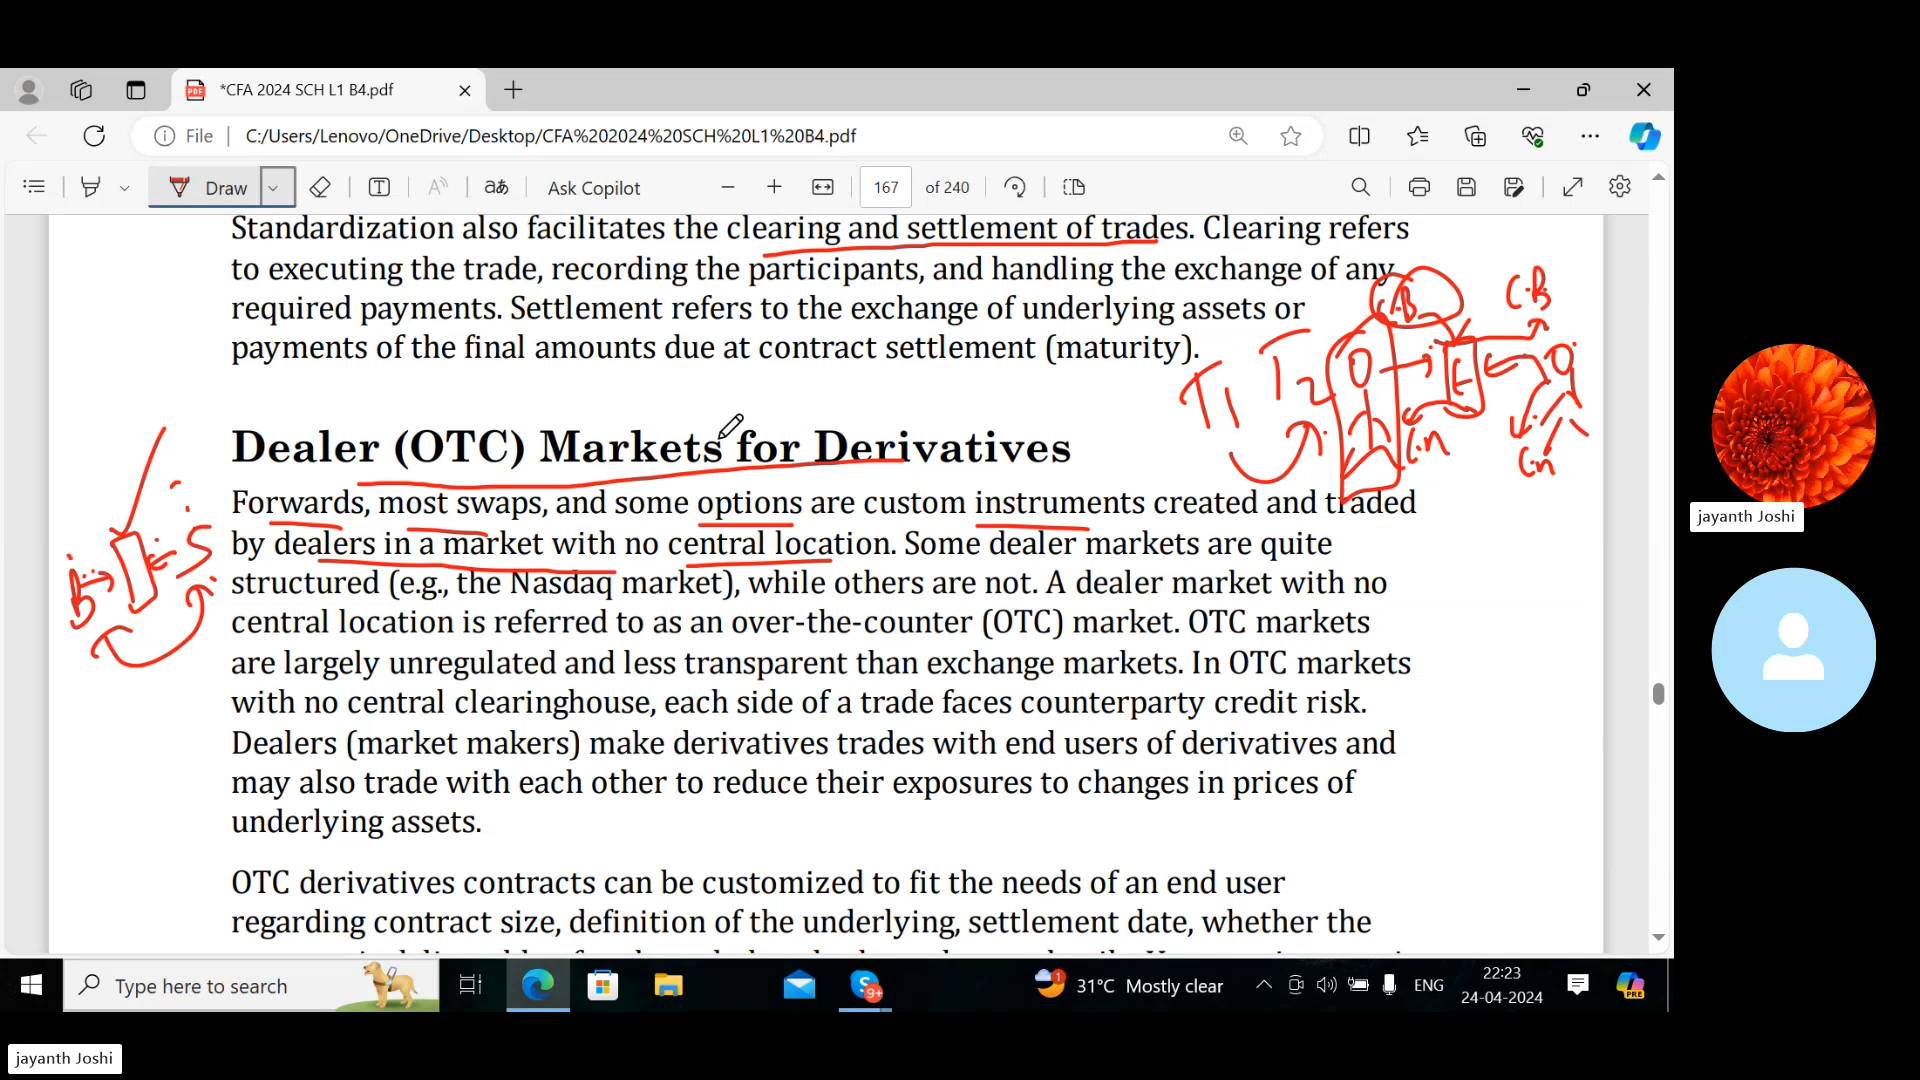 *CFA 2024 SCH L1 B4.pdf
File
C:/Users/Lenovo/OneDrive/Desktop/CFA%202024%20SCH%20L1%20B4.pdf
Draw
Ask Copilot
167 of 240
Standardization also facilitates the clearing and settlement of trades. Clearing refers
to executing the trade, recording the participants, and handling the exchange of any
required payments. Settlement refers to the exchange of underlying assets or
payments of the final amounts due at contract settlement (maturity).
C.B
C.B
T1 T2
E
C.n
C.n
Dealer (OTC) Markets for Derivatives
Forwards, most swaps, and some options are custom instruments created and traded
by dealers in a market with no central location. Some dealer markets are quite
structured (e.g., the Nasdaq market), while others are not. A dealer market with no
central location is referred to as an over-the-counter (OTC) market. OTC markets
are largely unregulated and less transparent than exchange markets. In OTC markets
with no central clearinghouse, each side of a trade faces counterparty credit risk.
Dealers (market makers) make derivatives trades with end users of derivatives and
may also trade with each other to reduce their exposures to changes in prices of
underlying assets.
B S
OTC derivatives contracts can be customized to fit the needs of an end user
regarding contract size, definition of the underlying, settlement date, whether the
jayanth Joshi
Type here to search
9+
1
31°C Mostly clear
ENG
22:23
24-04-2024
PRE
jayanth Joshi